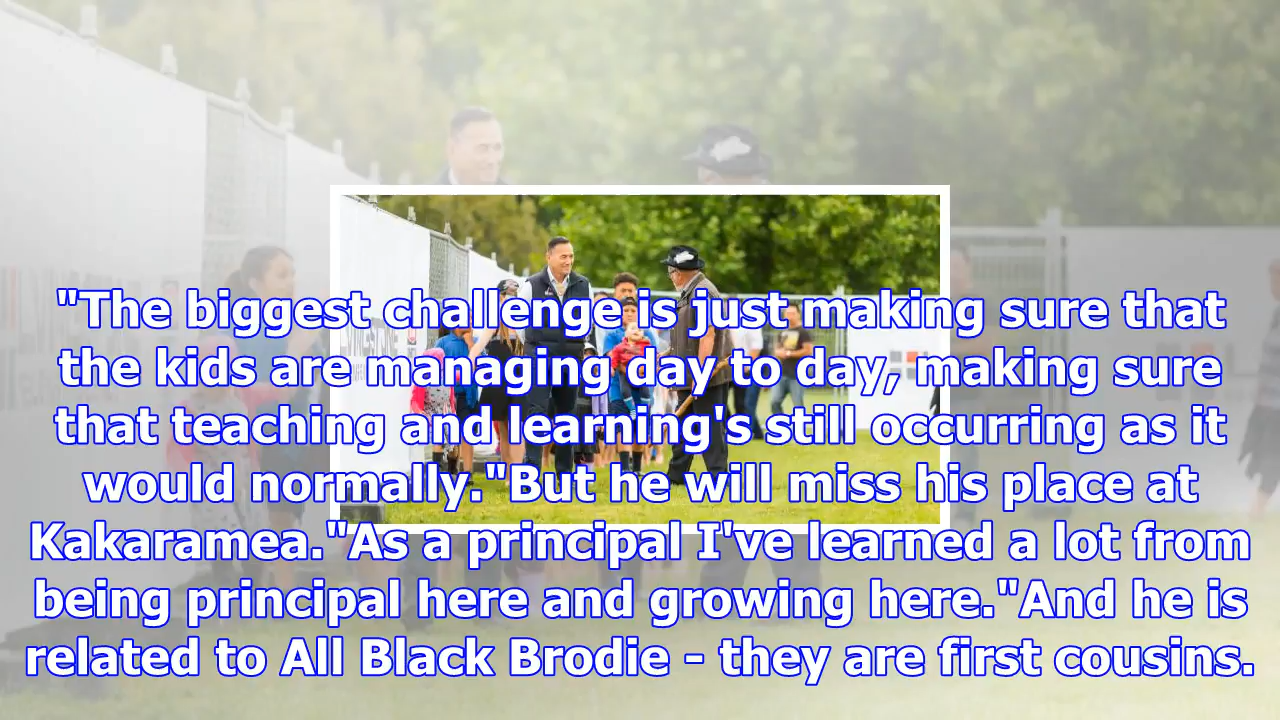 "The biggest challenge is just making sure that
the kids are managing day to day, making sure
that teaching and learning's still occurring as it
would normally."But he will miss his place at
Kakaramea."As a principal I've learned a lot from
being principal here and growing here."And he is
related to All Black Brodie - they are first cousins.